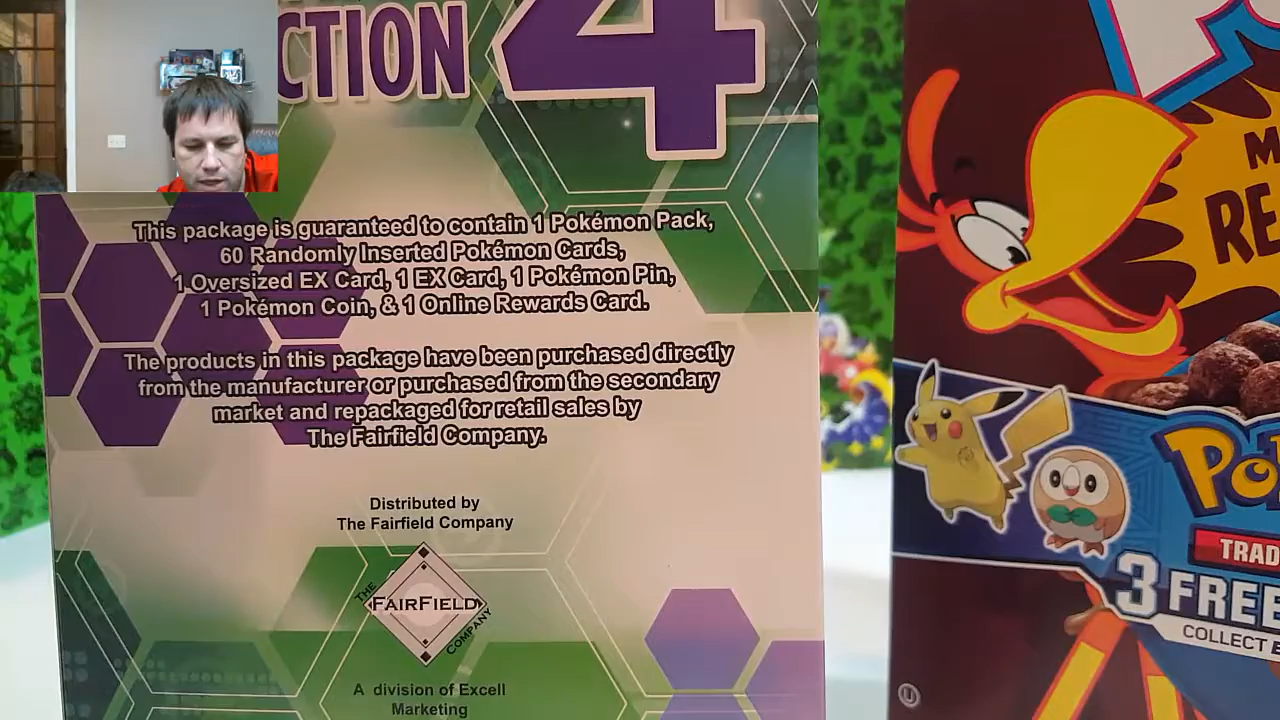 CTION 4
This package is guaranteed to contain 1 Pokémon Pack,
60 Randomly Inserted Pokémon Cards,
1 Oversized EX Card, 1 EX Card, 1 Pokémon Pin,
1 Pokémon Coin, & 1 Online Rewards Card.
The products in this package have been purchased directly
from the manufacturer or purchased from the secondary
market and repackaged for retail sales by
The Fairfield Company.
Distributed by
The Fairfield Company
THE
FAIRFIELD
COMPANY
A division of Excell
Marketing
M
RE
Pok
TRAD
3 FREE
COLLECT
U